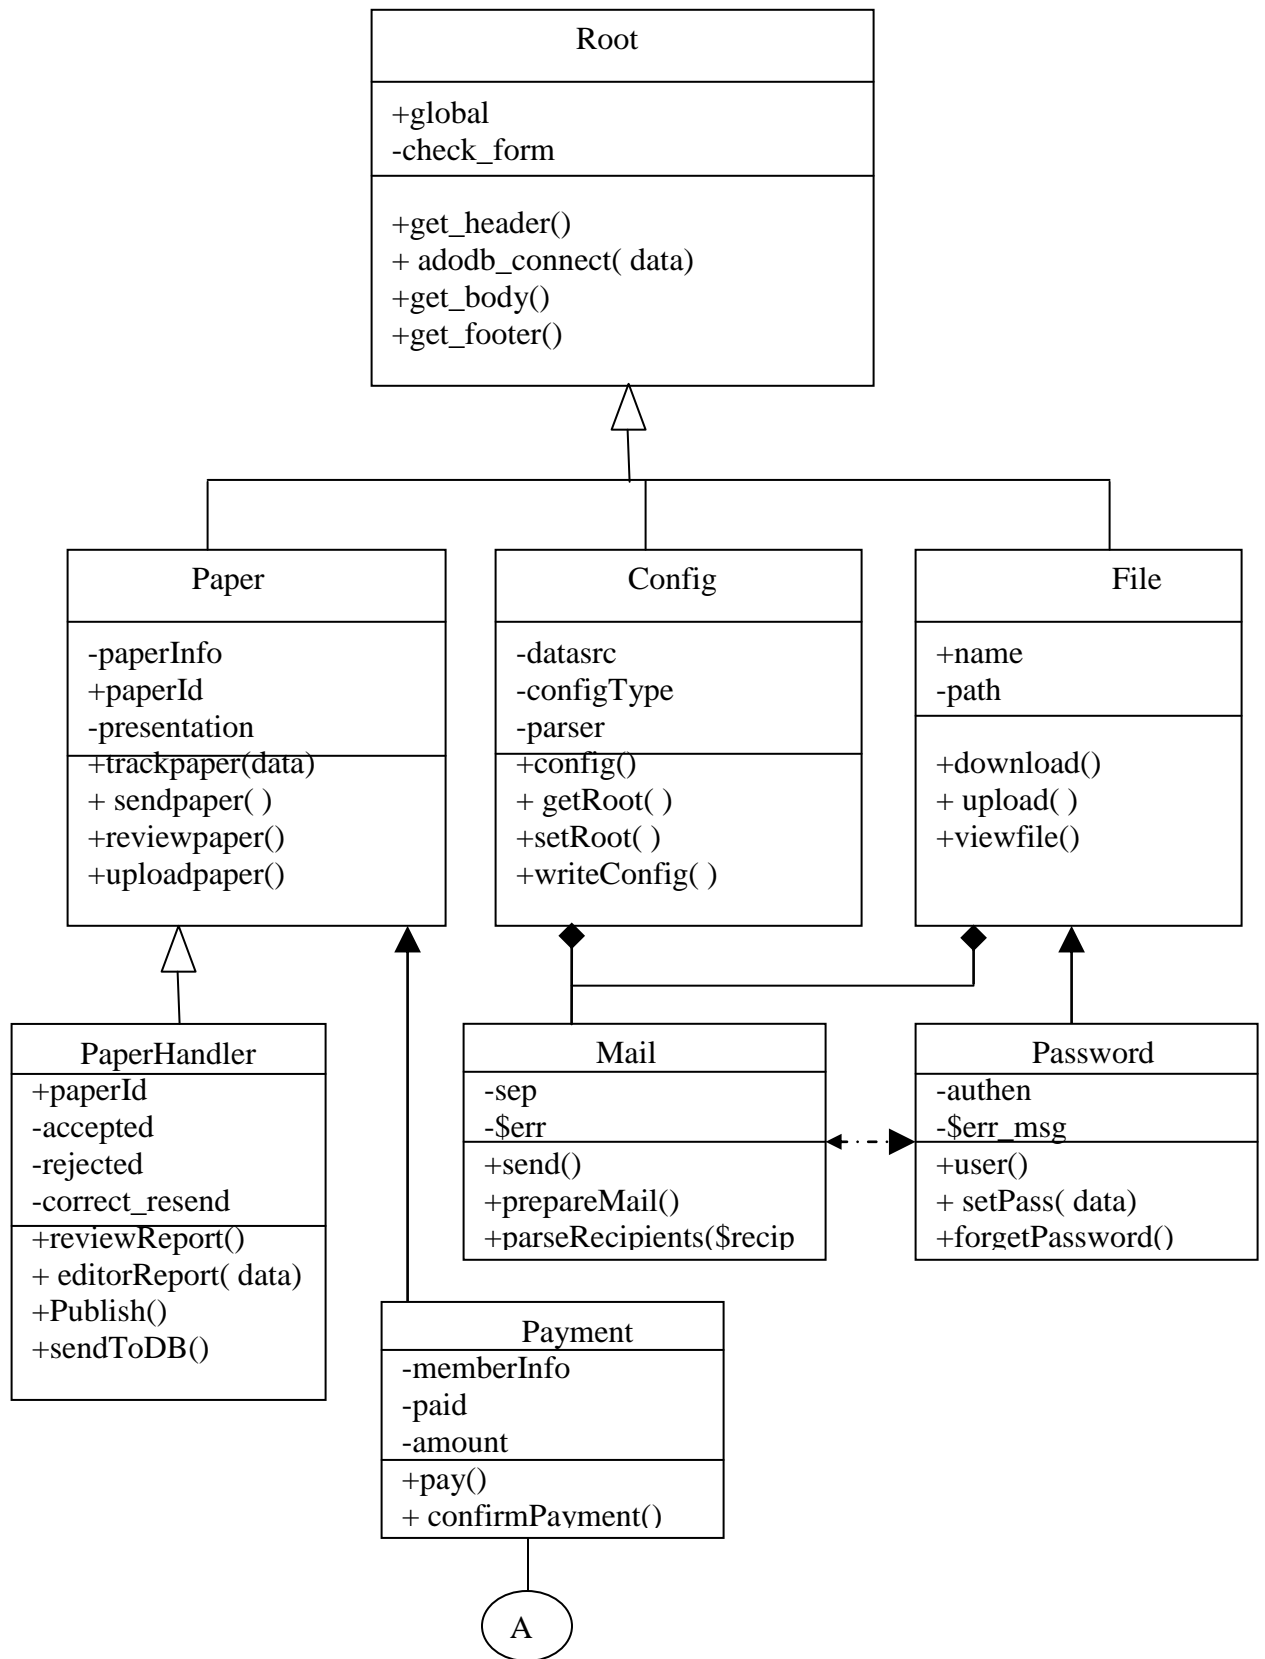 Root
+global
-check_form
+get_header()
+ adodb_connect( data)
+get_body()
+get_footer()
Paper
-paperInfo
+paperId
-presentation
+trackpaper(data)
+ sendpaper( )
+reviewpaper()
+uploadpaper()
Config
-datasrc
-configType
-parser
+config()
+ getRoot( )
+setRoot( )
+writeConfig( )
File
+name
-path
+download()
+ upload( )
+viewfile()
PaperHandler
+paperId
-accepted
-rejected
-correct_resend
+reviewReport()
+ editorReport( data)
+Publish()
+sendToDB()
Mail
-sep
-$err
+send()
+prepareMail()
+parseRecipients($recip
Password
-authen
-$err_msg
+user()
+ setPass( data)
+forgetPassword()
Payment
-memberInfo
-paid
-amount
+pay()
+ confirmPayment()
A